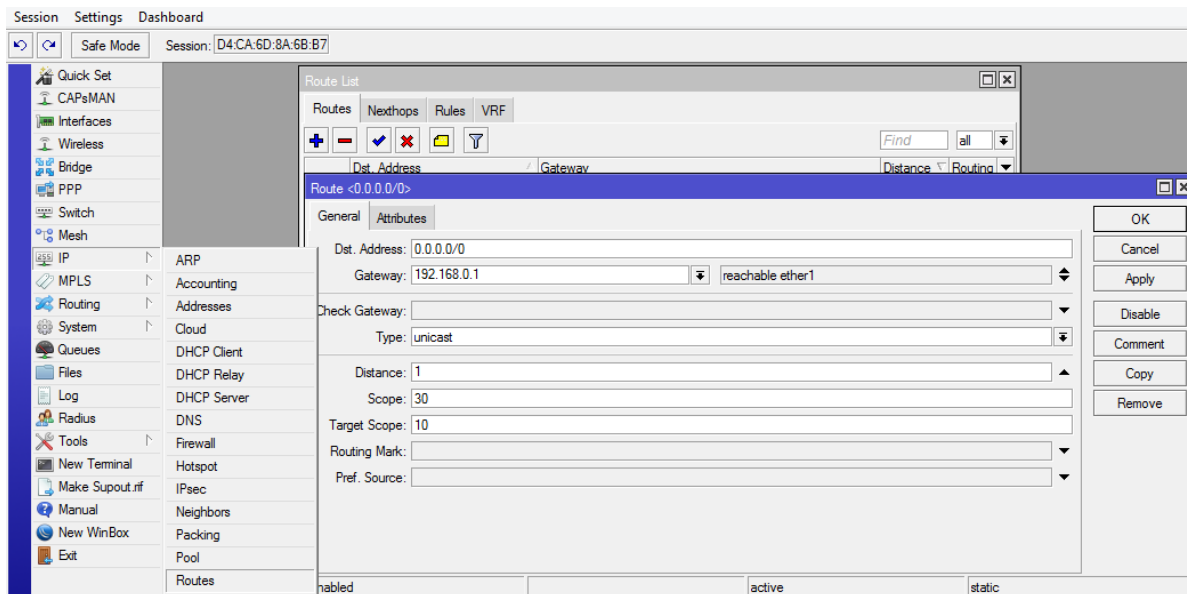 Session Settings Dashboard
Safe Mode Session: D4:CA:6D:8A:6B:B7
Quick Set
CAPsMAN
Interfaces
Wireless
Bridge
PPP
Switch
Mesh
255 IP
MPLS
Routing
System
Queues
Files
Log
Radius
Tools
New Terminal
Make Supout.rif
Manual
New WinBox
Exit
ARP
Accounting
Addresses
Cloud
DHCP Client
DHCP Relay
DHCP Server
DNS
Firewall
Hotspot
IPsec
Neighbors
Packing
Pool
Routes
Route List
Routes Nexthops Rules VRF
Find all
Dst. Address Gateway Distance Routing
Route <0.0.0.0/0>
General Attributes
Dst. Address: 0.0.0.0/0
Gateway: 192.168.0.1 reachable ether1
Check Gateway:
Type: unicast
Distance: 1
Scope: 30
Target Scope: 10
Routing Mark:
Pref. Source:
OK
Cancel
Apply
Disable
Comment
Copy
Remove
nabled active static